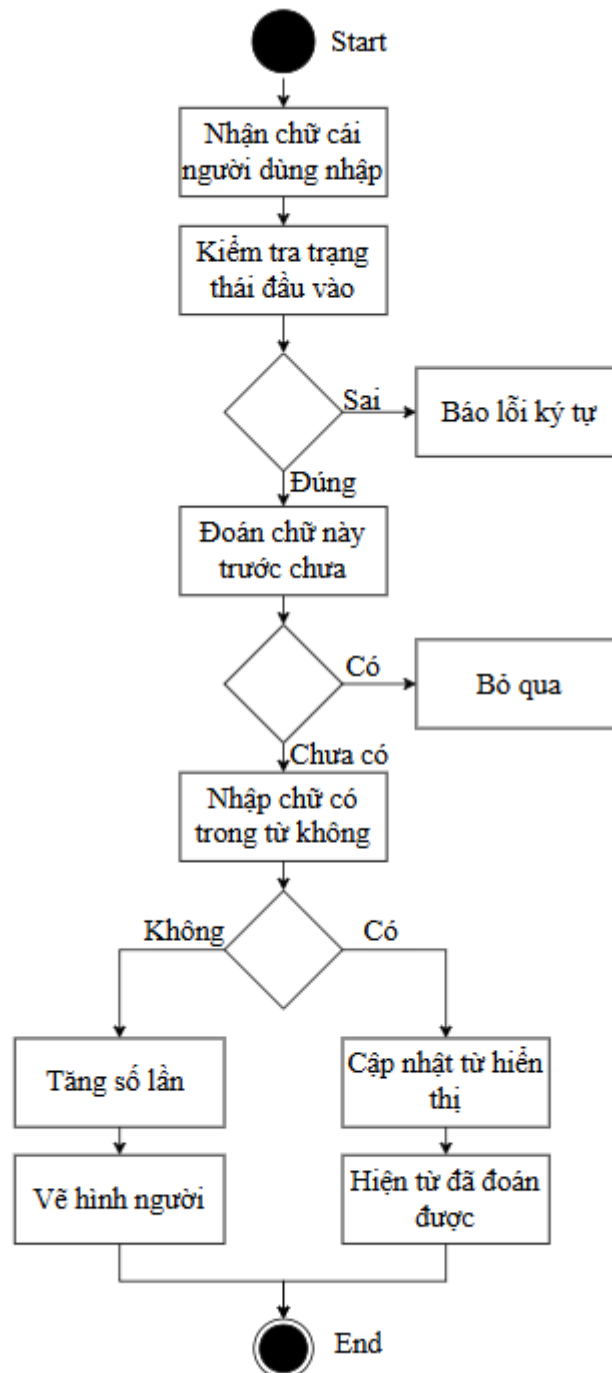 Start
Nhận chữ cái
người dùng nhập
Kiểm tra trạng
thái đầu vào
Sai
Báo lỗi ký tự
Đúng
Đoán chữ này
trước chưa
Có
Bỏ qua
Chưa có
Nhập chữ có
trong từ không
Không
Có
Tăng số lần
Cập nhật từ hiển
thị
Vẽ hình người
Hiện từ đã đoán
được
End